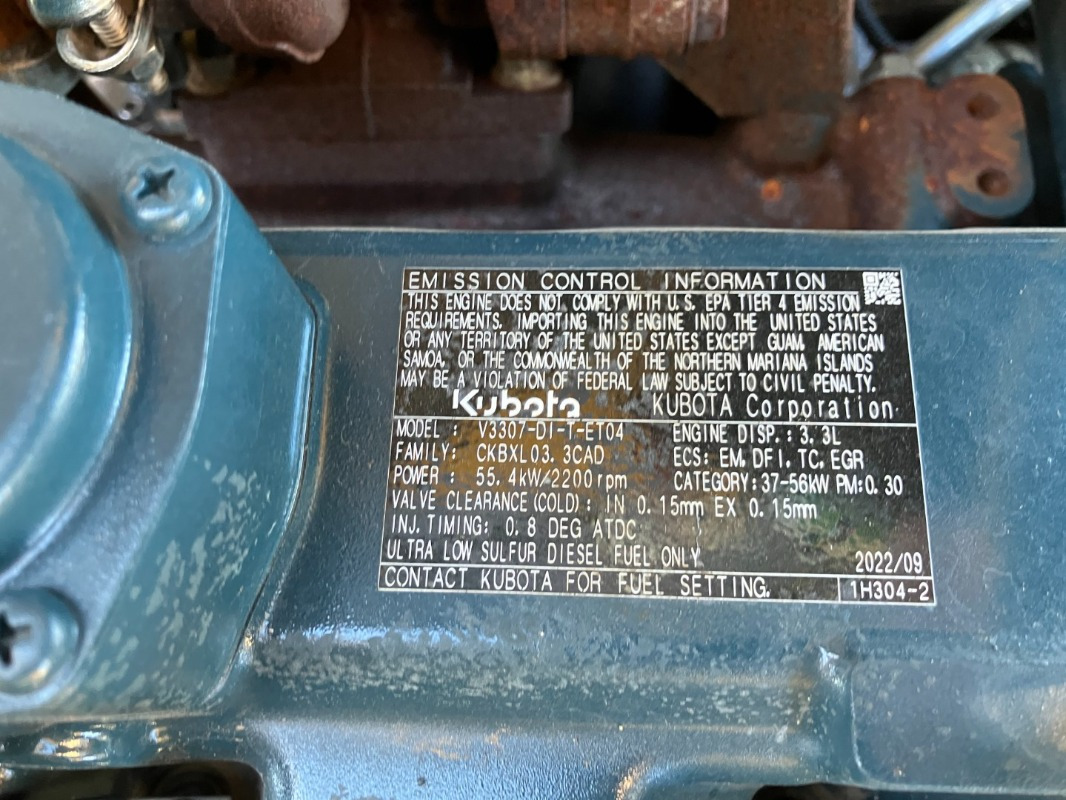 EMISSION CONTROL INFORMATION
THIS ENGINE DOES NOT COMPLY WITH U.S. EPA TIER 4 EMISSION
REQUIREMENTS. IMPORTING THIS ENGINE INTO THE UNITED STATES
OR ANY TERRITORY OF THE UNITED STATES EXCEPT GUAM, AMERICAN
SAMOA, OR THE COMMONWEALTH OF THE NORTHERN MARIANA ISLANDS
MAY BE A VIOLATION OF FEDERAL LAW SUBJECT TO CIVIL PENALTY.
Kubota KUBOTA Corporation
MODEL : V3307-DI-T-ET04 ENGINE DISP.: 3.3L
FAMILY: CKBXL03.3CAD ECS: EM, DFI, TC, EGR
POWER : 55.4kW/2200rpm CATEGORY: 37-56kW PM:0.30
VALVE CLEARANCE(COLD): IN 0.15mm EX 0.15mm
INJ. TIMING: 0.8 DEG ATDC
ULTRA LOW SULFUR DIESEL FUEL ONLY 2022/09
CONTACT KUBOTA FOR FUEL SETTING. 1H304-2